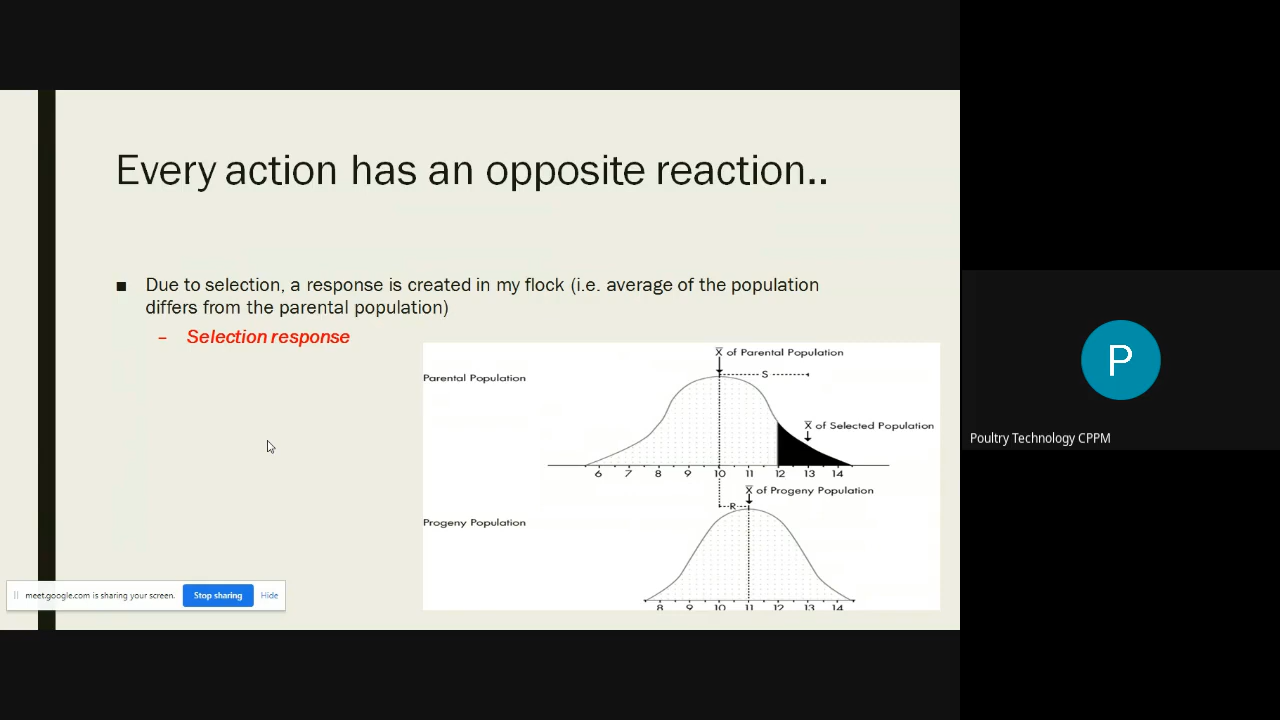 Every action has an opposite reaction..
■ Due to selection, a response is created in my flock (i.e. average of the population
differs from the parental population)
– Selection response
X̅ of Parental Population
S
Parental Population
X̅ of Selected Population
6 7 8 9 10 11 12 13 14
X̅ of Progeny Population
R
Progeny Population
8 9 10 11 12 13 14
meet.google.com is sharing your screen. Stop sharing Hide
P
Poultry Technology CPPM